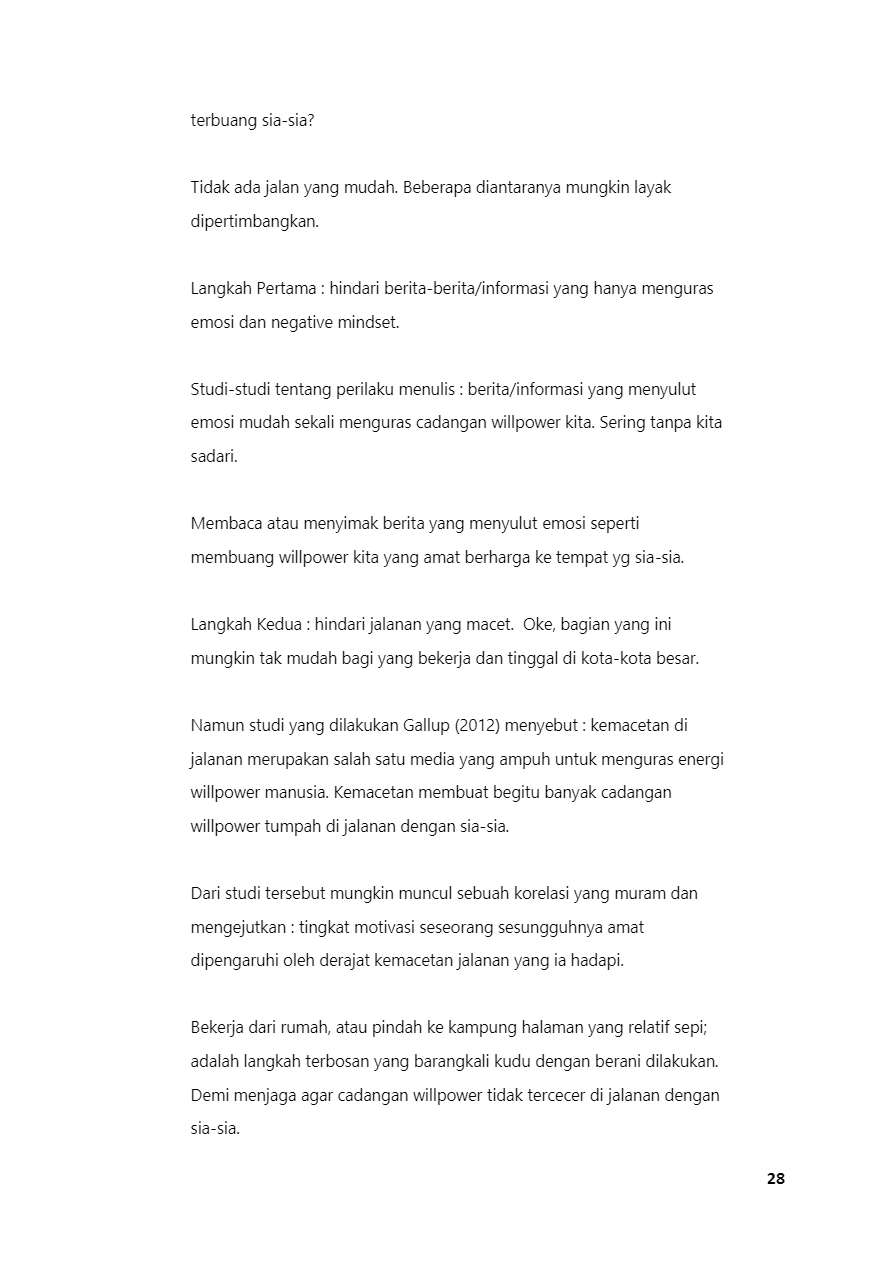 terbuang sia-sia?
Tidak ada jalan yang mudah. Beberapa diantaranya mungkin layak
dipertimbangkan.
Langkah Pertama : hindari berita-berita/informasi yang hanya menguras
emosi dan negative mindset.
Studi-studi tentang perilaku menulis : berita/informasi yang menyulut
emosi mudah sekali menguras cadangan willpower kita. Sering tanpa kita
sadari.
Membaca atau menyimak berita yang menyulut emosi seperti
membuang willpower kita yang amat berharga ke tempat yg sia-sia.
Langkah Kedua : hindari jalanan yang macet.  Oke, bagian yang ini
mungkin tak mudah bagi yang bekerja dan tinggal di kota-kota besar.
Namun studi yang dilakukan Gallup (2012) menyebut : kemacetan di
jalanan merupakan salah satu media yang ampuh untuk menguras energi
willpower manusia. Kemacetan membuat begitu banyak cadangan
willpower tumpah di jalanan dengan sia-sia.
Dari studi tersebut mungkin muncul sebuah korelasi yang muram dan
mengejutkan : tingkat motivasi seseorang sesungguhnya amat
dipengaruhi oleh derajat kemacetan jalanan yang ia hadapi.
Bekerja dari rumah, atau pindah ke kampung halaman yang relatif sepi;
adalah langkah terbosan yang barangkali kudu dengan berani dilakukan.
Demi menjaga agar cadangan willpower tidak tercecer di jalanan dengan
sia-sia.
28